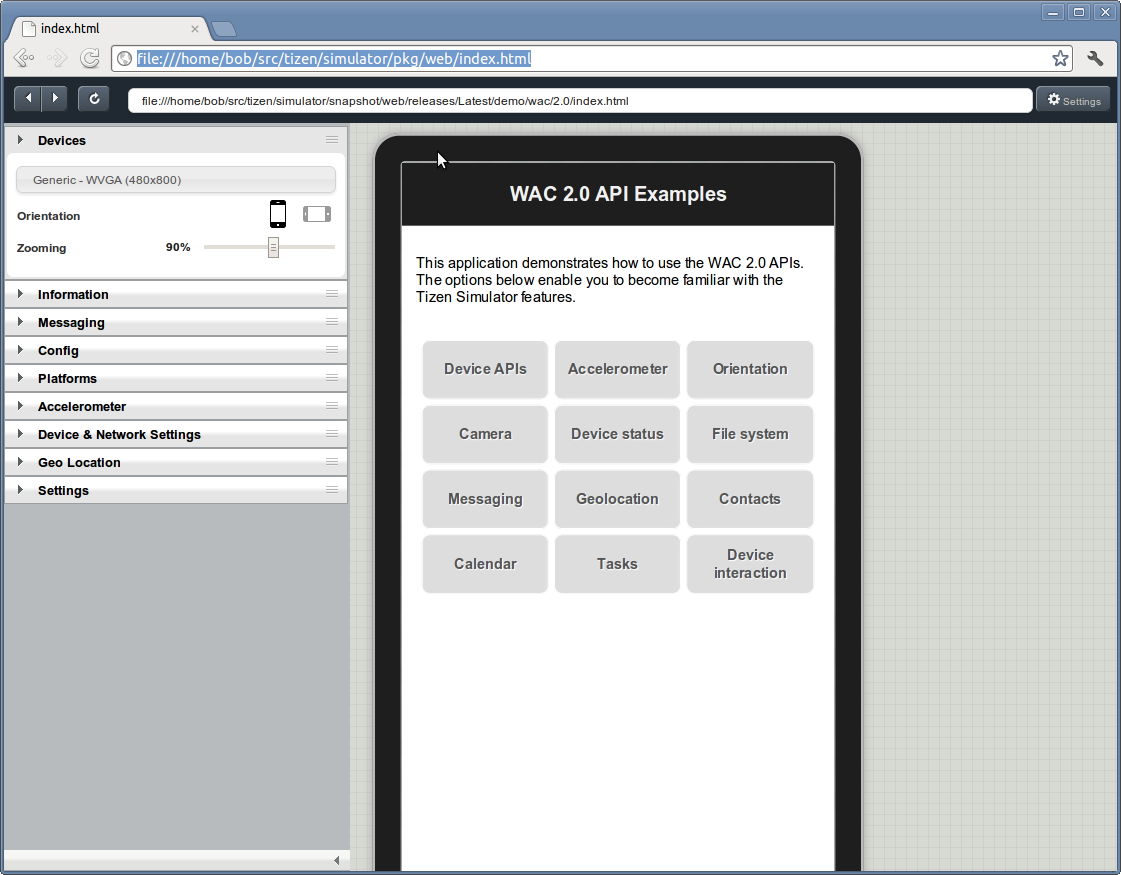 index.html
file:///home/bob/src/tizen/simulator/pkg/web/index.html
file:///home/bob/src/tizen/simulator/snapshot/web/releases/Latest/demo/wac/2.0/index.html
Settings
Devices
Generic - WVGA (480x800)
Orientation
Zooming 90%
Information
Messaging
Config
Platforms
Accelerometer
Device & Network Settings
Geo Location
Settings
WAC 2.0 API Examples
This application demonstrates how to use the WAC 2.0 APIs.
The options below enable you to become familiar with the
Tizen Simulator features.
Device APIs
Accelerometer
Orientation
Camera
Device status
File system
Messaging
Geolocation
Contacts
Calendar
Tasks
Device
interaction